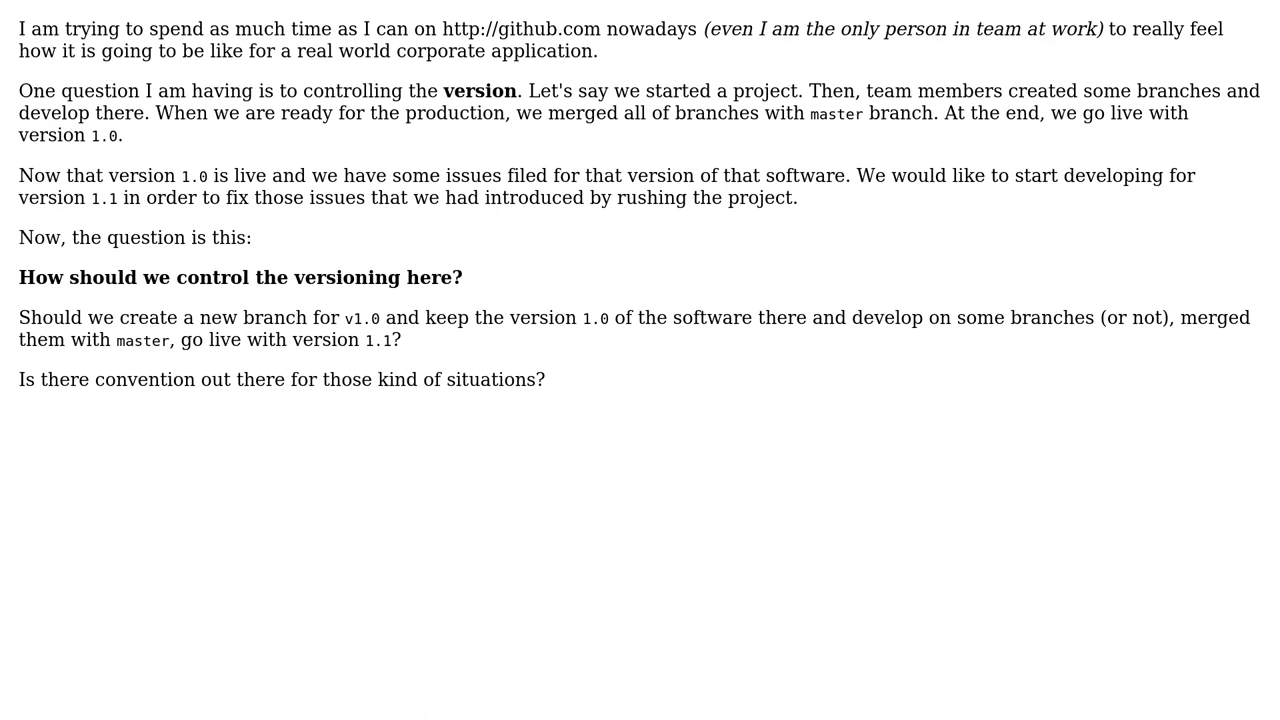 I am trying to spend as much time as I can on http://github.com nowadays (even I am the only person in team at work) to really feel
how it is going to be like for a real world corporate application.
One question I am having is to controlling the version. Let's say we started a project. Then, team members created some branches and
develop there. When we are ready for the production, we merged all of branches with master branch. At the end, we go live with
version 1.0.
Now that version 1.0 is live and we have some issues filed for that version of that software. We would like to start developing for
version 1.1 in order to fix those issues that we had introduced by rushing the project.
Now, the question is this:
How should we control the versioning here?
Should we create a new branch for v1.0 and keep the version 1.0 of the software there and develop on some branches (or not), merged
them with master, go live with version 1.1?
Is there convention out there for those kind of situations?